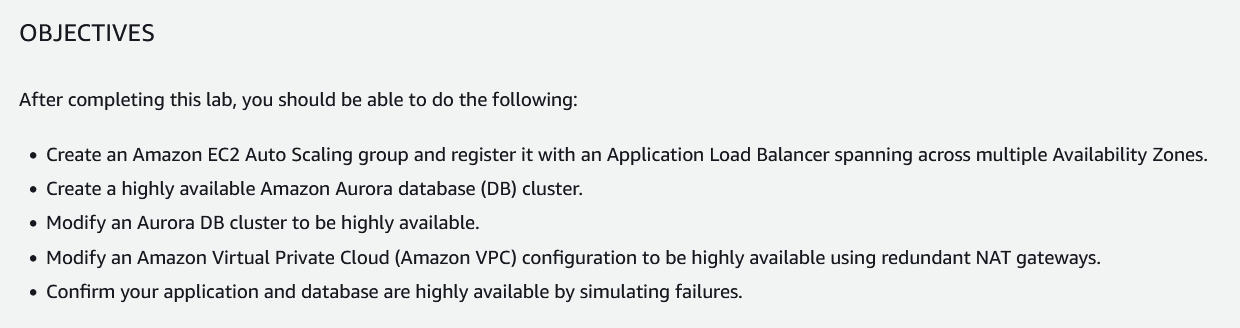 OBJECTIVES
After completing this lab, you should be able to do the following:
• Create an Amazon EC2 Auto Scaling group and register it with an Application Load Balancer spanning across multiple Availability Zones.
• Create a highly available Amazon Aurora database (DB) cluster.
• Modify an Aurora DB cluster to be highly available.
• Modify an Amazon Virtual Private Cloud (Amazon VPC) configuration to be highly available using redundant NAT gateways.
• Confirm your application and database are highly available by simulating failures.